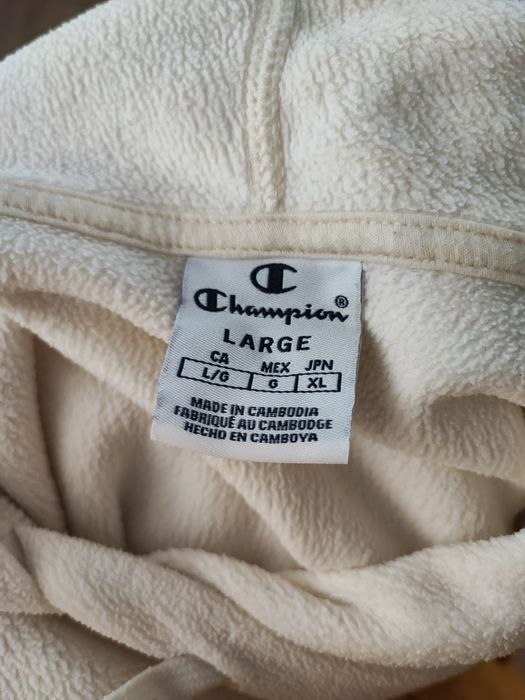 Champion®
LARGE
CA MEX JPN
L/G G XL
MADE IN CAMBODIA
FABRIQUÉ AU CAMBODGE
HECHO EN CAMBOYA